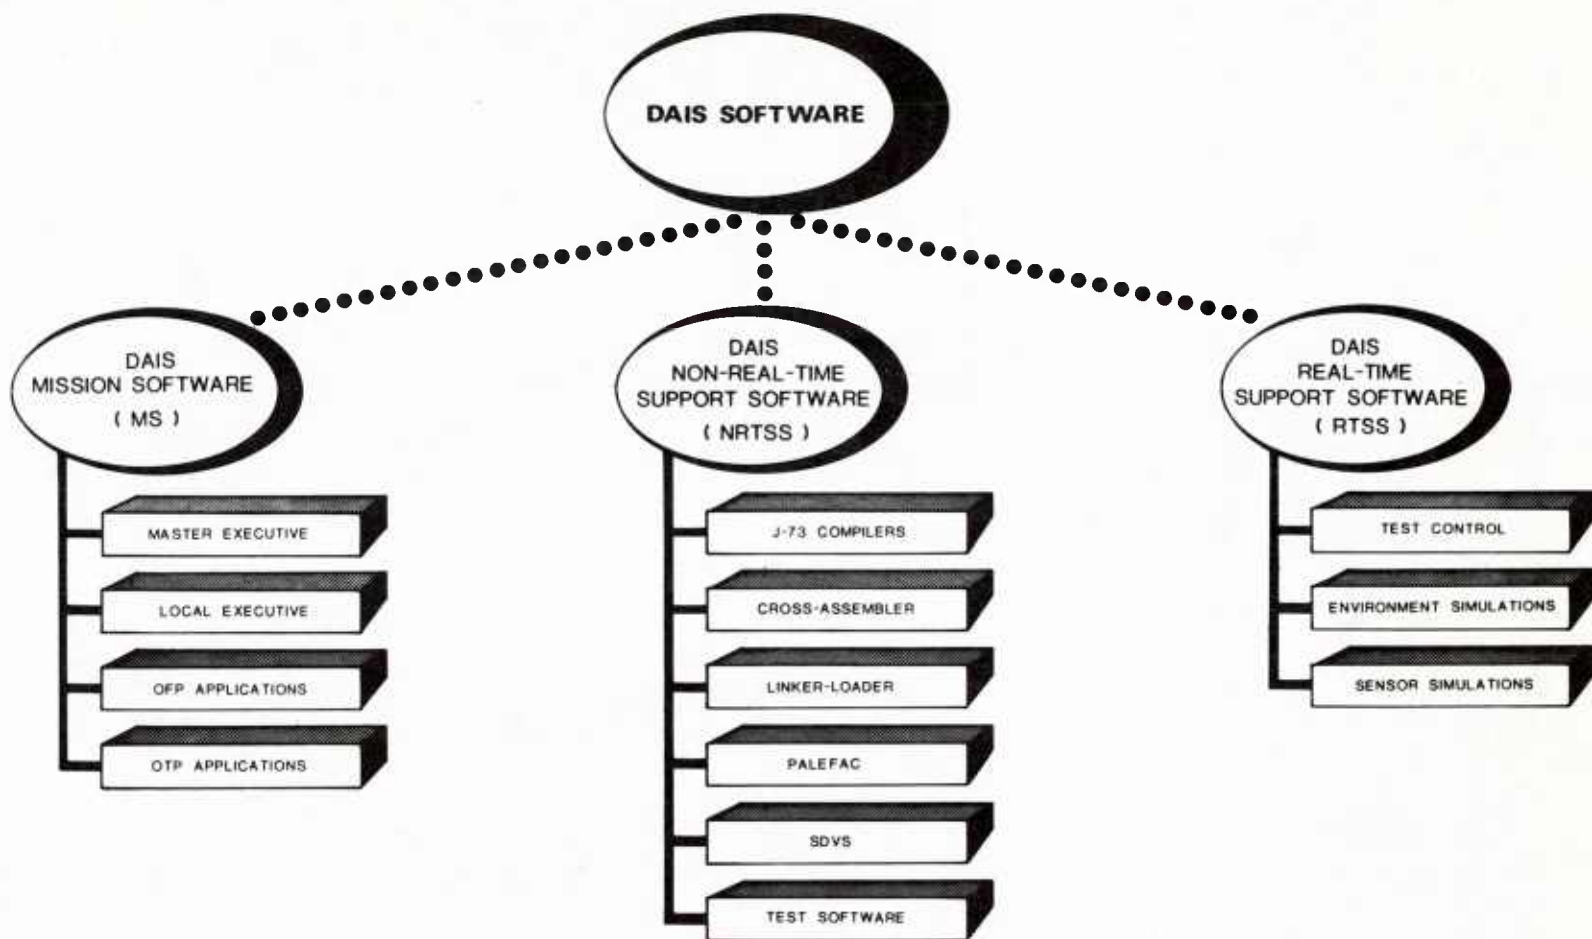 DAIS SOFTWARE
DAIS
MISSION SOFTWARE
( MS )
MASTER EXECUTIVE
LOCAL EXECUTIVE
OFP APPLICATIONS
OTP APPLICATIONS
DAIS
NON-REAL-TIME
SUPPORT SOFTWARE
( NRTSS )
J-73 COMPILERS
CROSS-ASSEMBLER
LINKER-LOADER
PALEFAC
SDVS
TEST SOFTWARE
DAIS
REAL-TIME
SUPPORT SOFTWARE
( RTSS )
TEST CONTROL
ENVIRONMENT SIMULATIONS
SENSOR SIMULATIONS